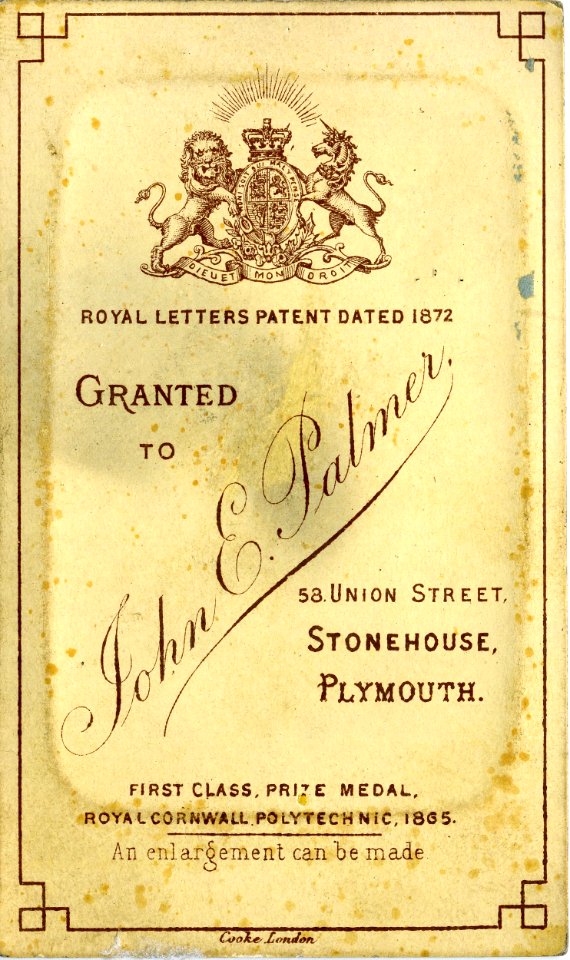 DIEU ET MON DROIT
ROYAL LETTERS PATENT DATED 1872
GRANTED
TO
John E. Palmer.
58. UNION STREET,
STONEHOUSE,
PLYMOUTH.
FIRST CLASS, PRIZE MEDAL,
ROYAL CORNWALL POLYTECHNIC, 1865.
An enlargement can be made
Cooke London